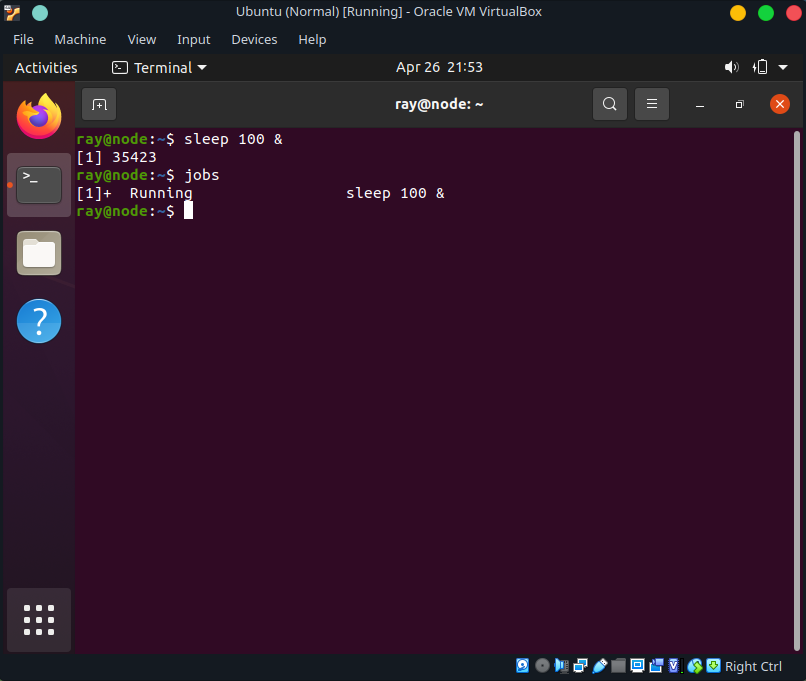 Ubuntu (Normal) [Running] - Oracle VM VirtualBox
File Machine View Input Devices Help
Activities Terminal Apr 26 21:53
ray@node: ~
ray@node:~$ sleep 100 &
[1] 35423
ray@node:~$ jobs
[1]+  Running                 sleep 100 &
ray@node:~$
Right Ctrl